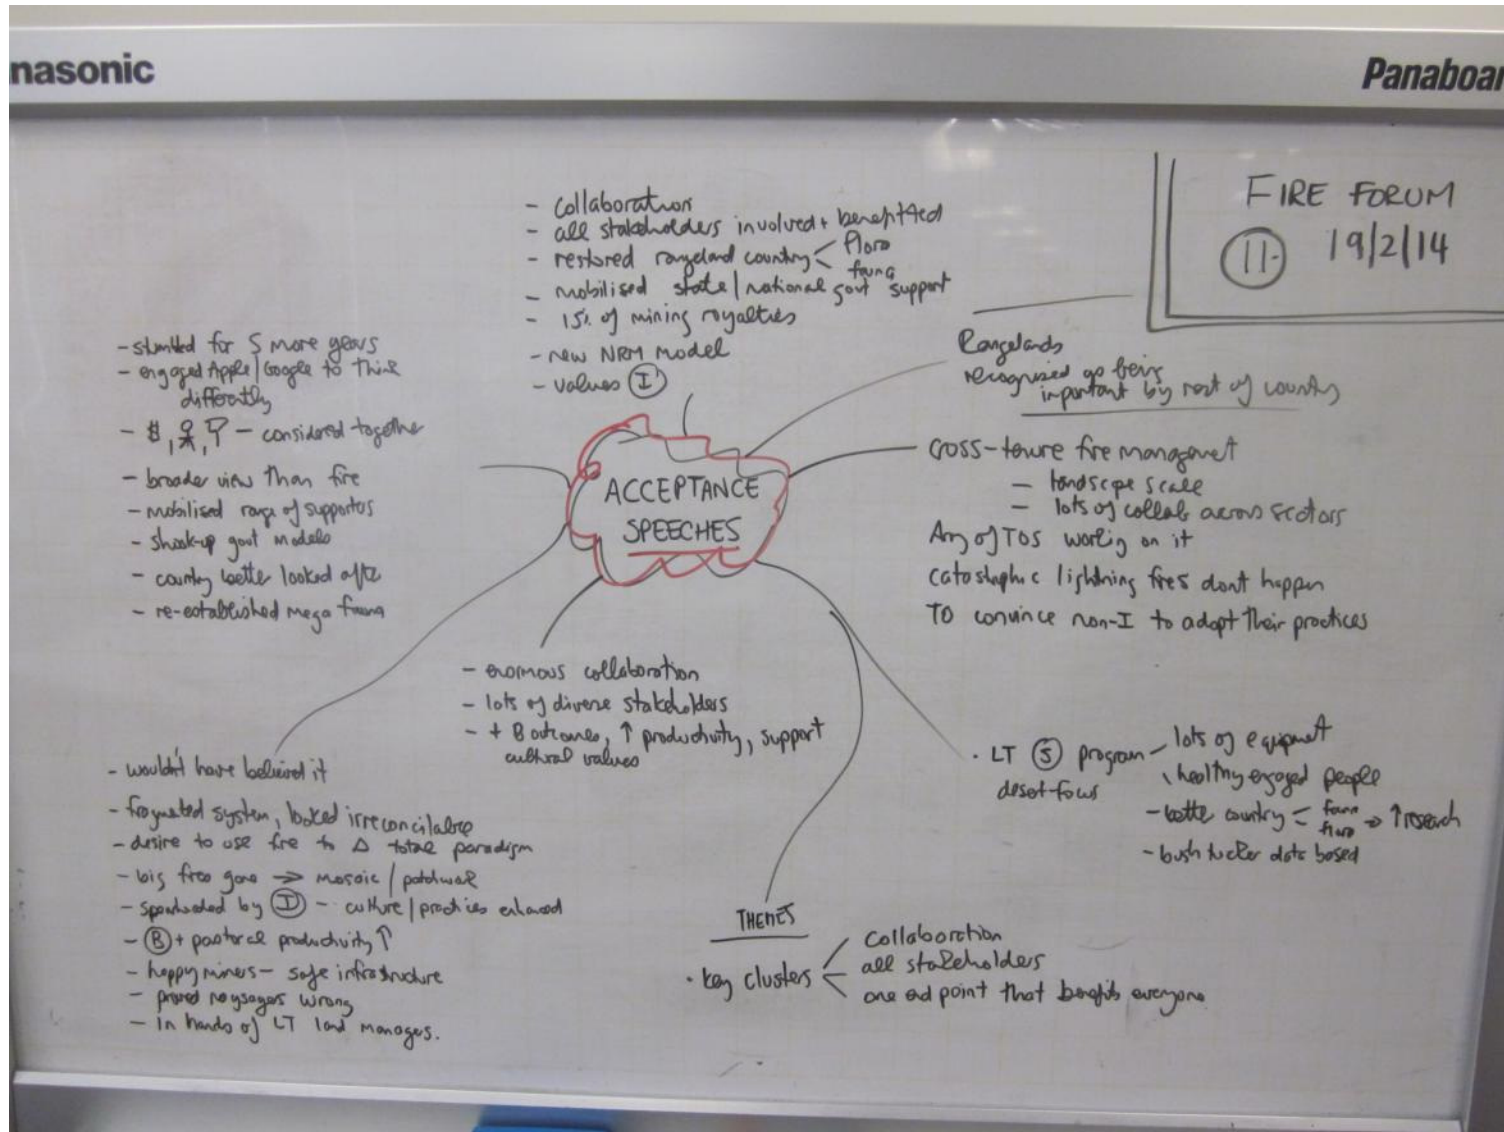 nasonic
Panaboar
FIRE FORUM
11. 19/2/14
- collaboration
- all stakeholders involved + benefitted
- restored rangeland country < flora
fauna
- mobilised state/national govt support
- 15% of mining royalties
- new NRM model
- values I
Rangelands
recognised go being
important by rest of country
cross-tenure fire management
- landscape scale
- lots of collab across sectors
Army of TOS working on it
catastrophic lightning fires dont happen
TO convince non-I to adopt their practices
- LT $ program - lots of equipment
desert-focus
healthy engaged people
- better country = fauna
flora → ↑ research
- bush tucker data based
THEMES
- key clusters
collaboration
all stakeholders
one end point that benefits everyone
- enormous collaboration
- lots of diverse stakeholders
- + B outcomes, ↑ productivity, support
cultural values
- wouldn't have believed it
- fragmented system, looked irreconcilable
- desire to use fire to Δ total paradigm
- big fires gone → mosaic/patchwork
- spearheaded by I - culture/practices enhanced
- B + pastoral productivity ↑
- happy miners - safe infrastructure
- proved naysayers wrong
- In hands of LT land managers.
- for 5 more years
- engaged Apple/Google to think
differently
- $, - considered together
- broader view than fire
- mobilised range of supporters
- shook-up govt models
- country better looked after
- re-established mega fauna
ACCEPTANCE
SPEECHES